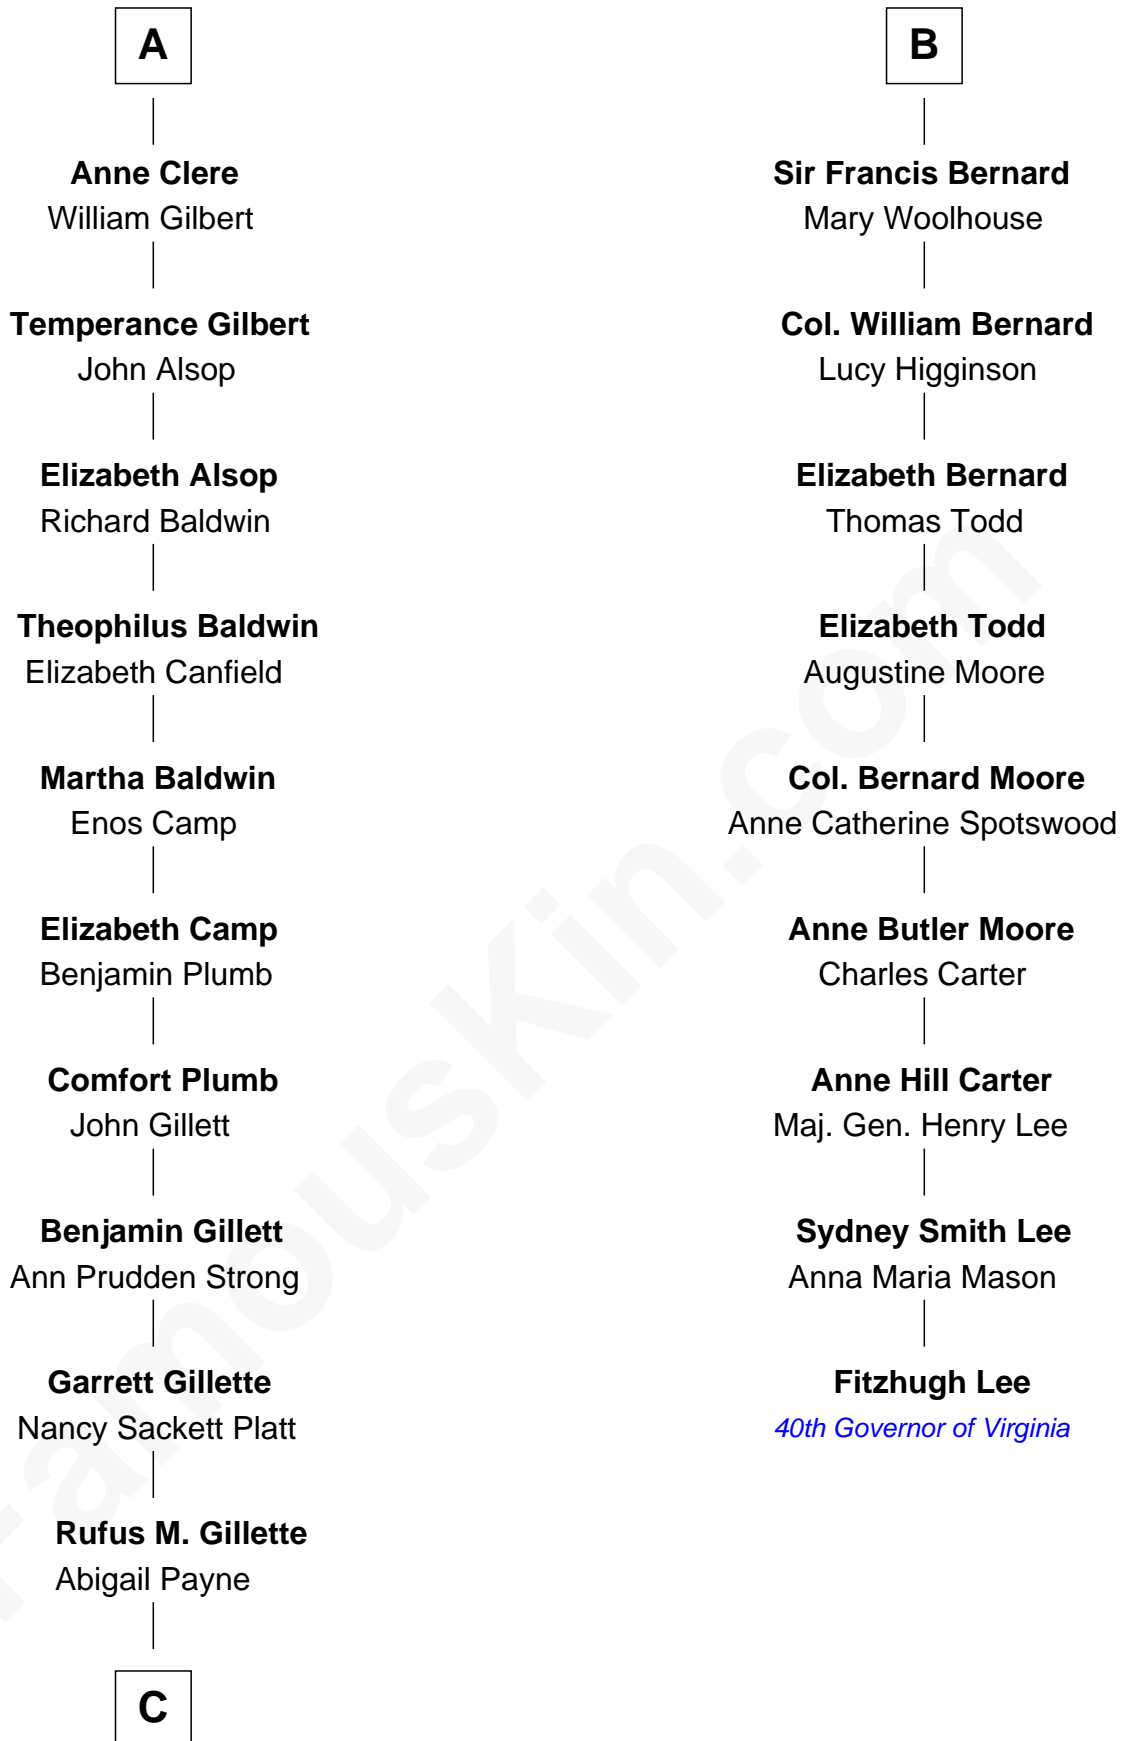 A
Anne Clere
William Gilbert
Temperance Gilbert
John Alsop
Elizabeth Alsop
Richard Baldwin
Theophilus Baldwin
Elizabeth Canfield
Martha Baldwin
Enos Camp
Elizabeth Camp
Benjamin Plumb
Comfort Plumb
John Gillett
Benjamin Gillett
Ann Prudden Strong
Garrett Gillette
Nancy Sackett Platt
Rufus M. Gillette
Abigail Payne
C
B
Sir Francis Bernard
Mary Woolhouse
Col. William Bernard
Lucy Higginson
Elizabeth Bernard
Thomas Todd
Elizabeth Todd
Augustine Moore
Col. Bernard Moore
Anne Catherine Spotswood
Anne Butler Moore
Charles Carter
Anne Hill Carter
Maj. Gen. Henry Lee
Sydney Smith Lee
Anna Maria Mason
Fitzhugh Lee
40th Governor of Virginia
FamousKin.com